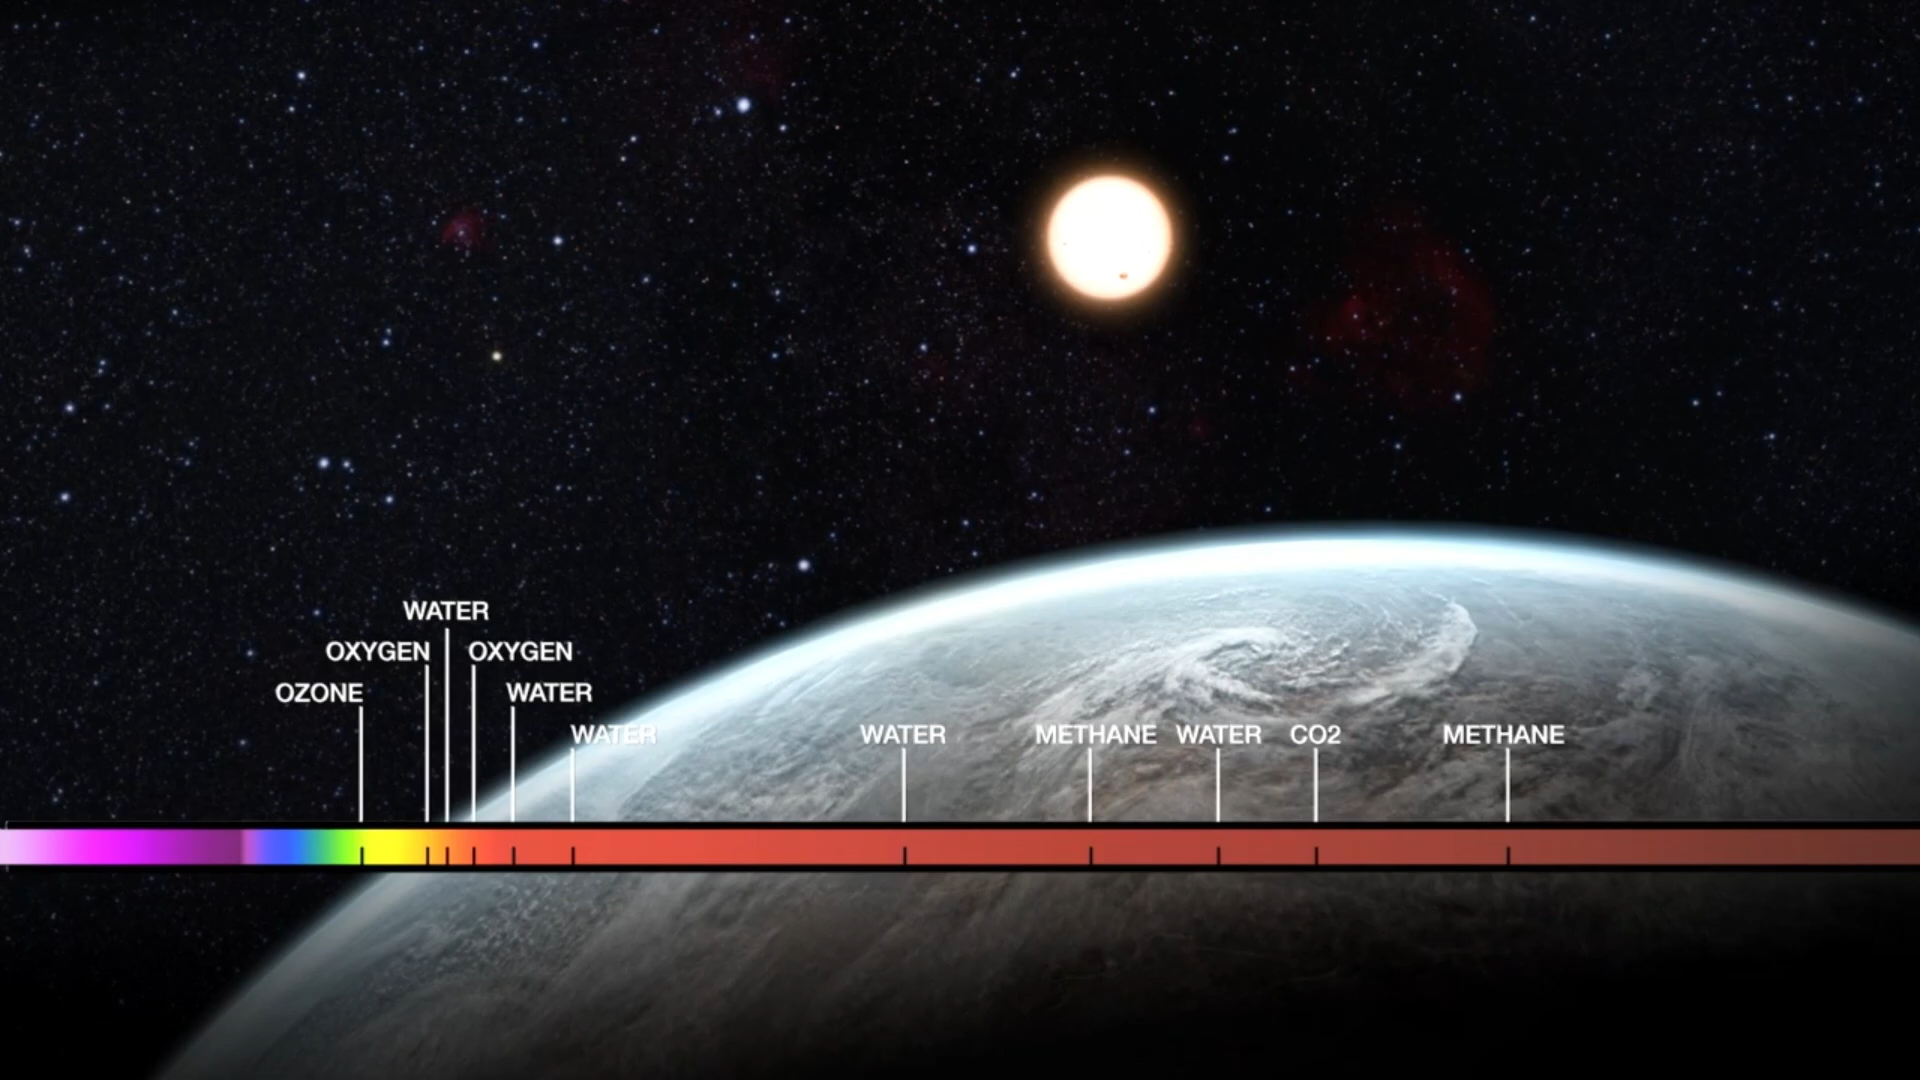 WATER
OXYGEN OXYGEN
OZONE WATER
WATER WATER METHANE WATER CO2 METHANE